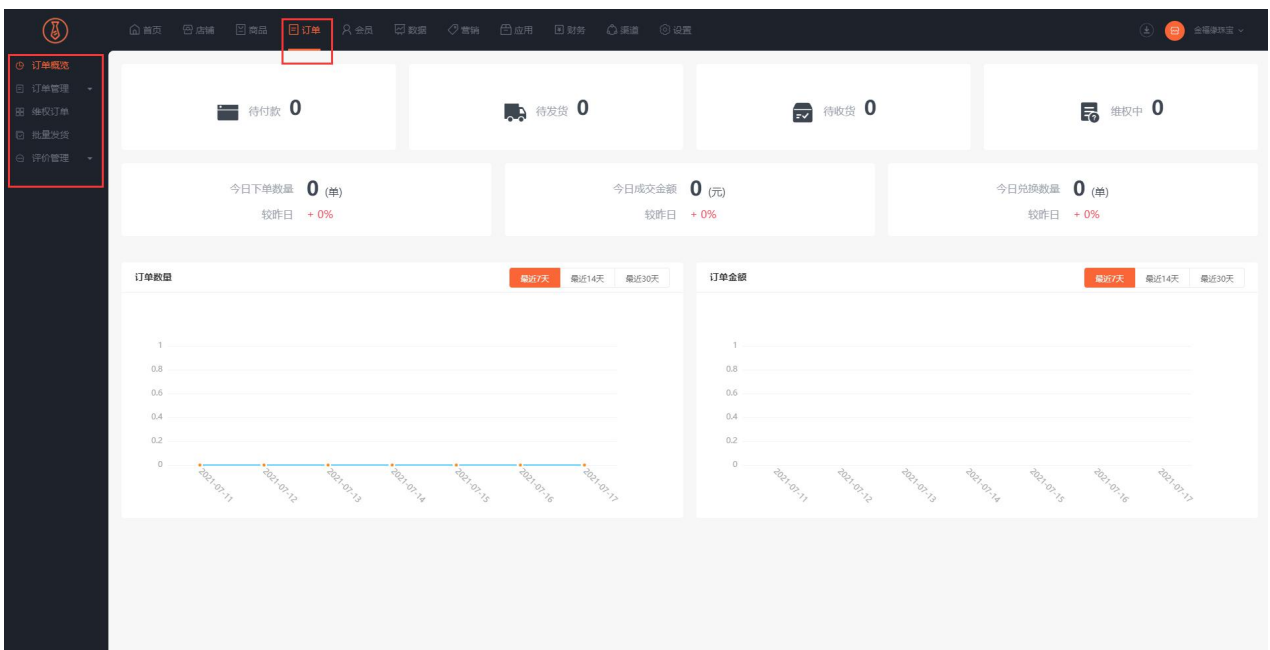 首页 店铺 商品 订单 会员 数据 营销 应用 财务 渠道 设置
订单概览
订单管理
维权订单
批量发货
评价管理
待付款 0 待发货 0 待收货 0 维权中 0
今日下单数量 0 (单) 今日成交金额 0 (元) 今日兑换数量 0 (单)
较昨日 + 0% 较昨日 + 0% 较昨日 + 0%
订单数量 最近7天 最近14天 最近30天
1
0.8
0.6
0.4
0.2
0
2021-07-11 2021-07-12 2021-07-13 2021-07-14 2021-07-15 2021-07-16 2021-07-17
订单金额 最近7天 最近14天 最近30天
1
0.8
0.6
0.4
0.2
0
2021-07-11 2021-07-12 2021-07-13 2021-07-14 2021-07-15 2021-07-16 2021-07-17